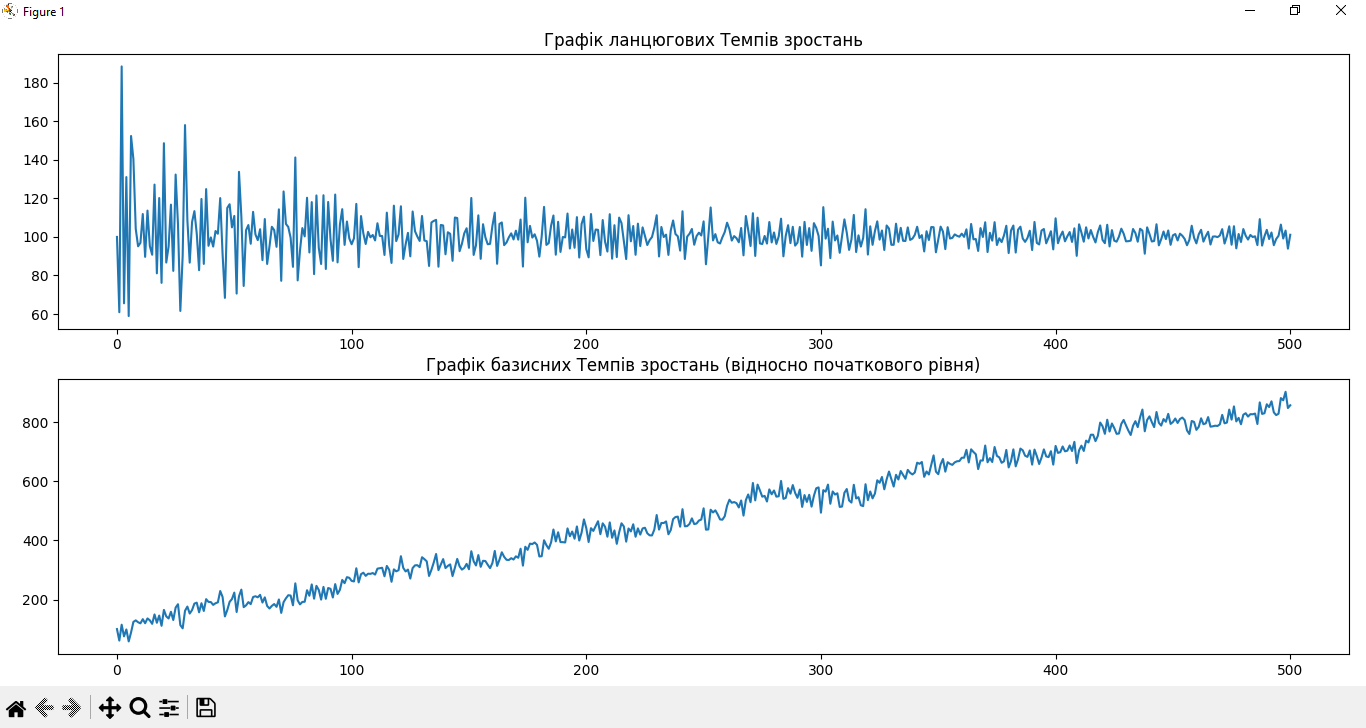 Figure 1
Графік ланцюгових Темпів зростань
180
160
140
120
100
80
60
0 100 200 300 400 500
Графік базисних Темпів зростань (відносно початкового рівня)
800
600
400
200
0 100 200 300 400 500